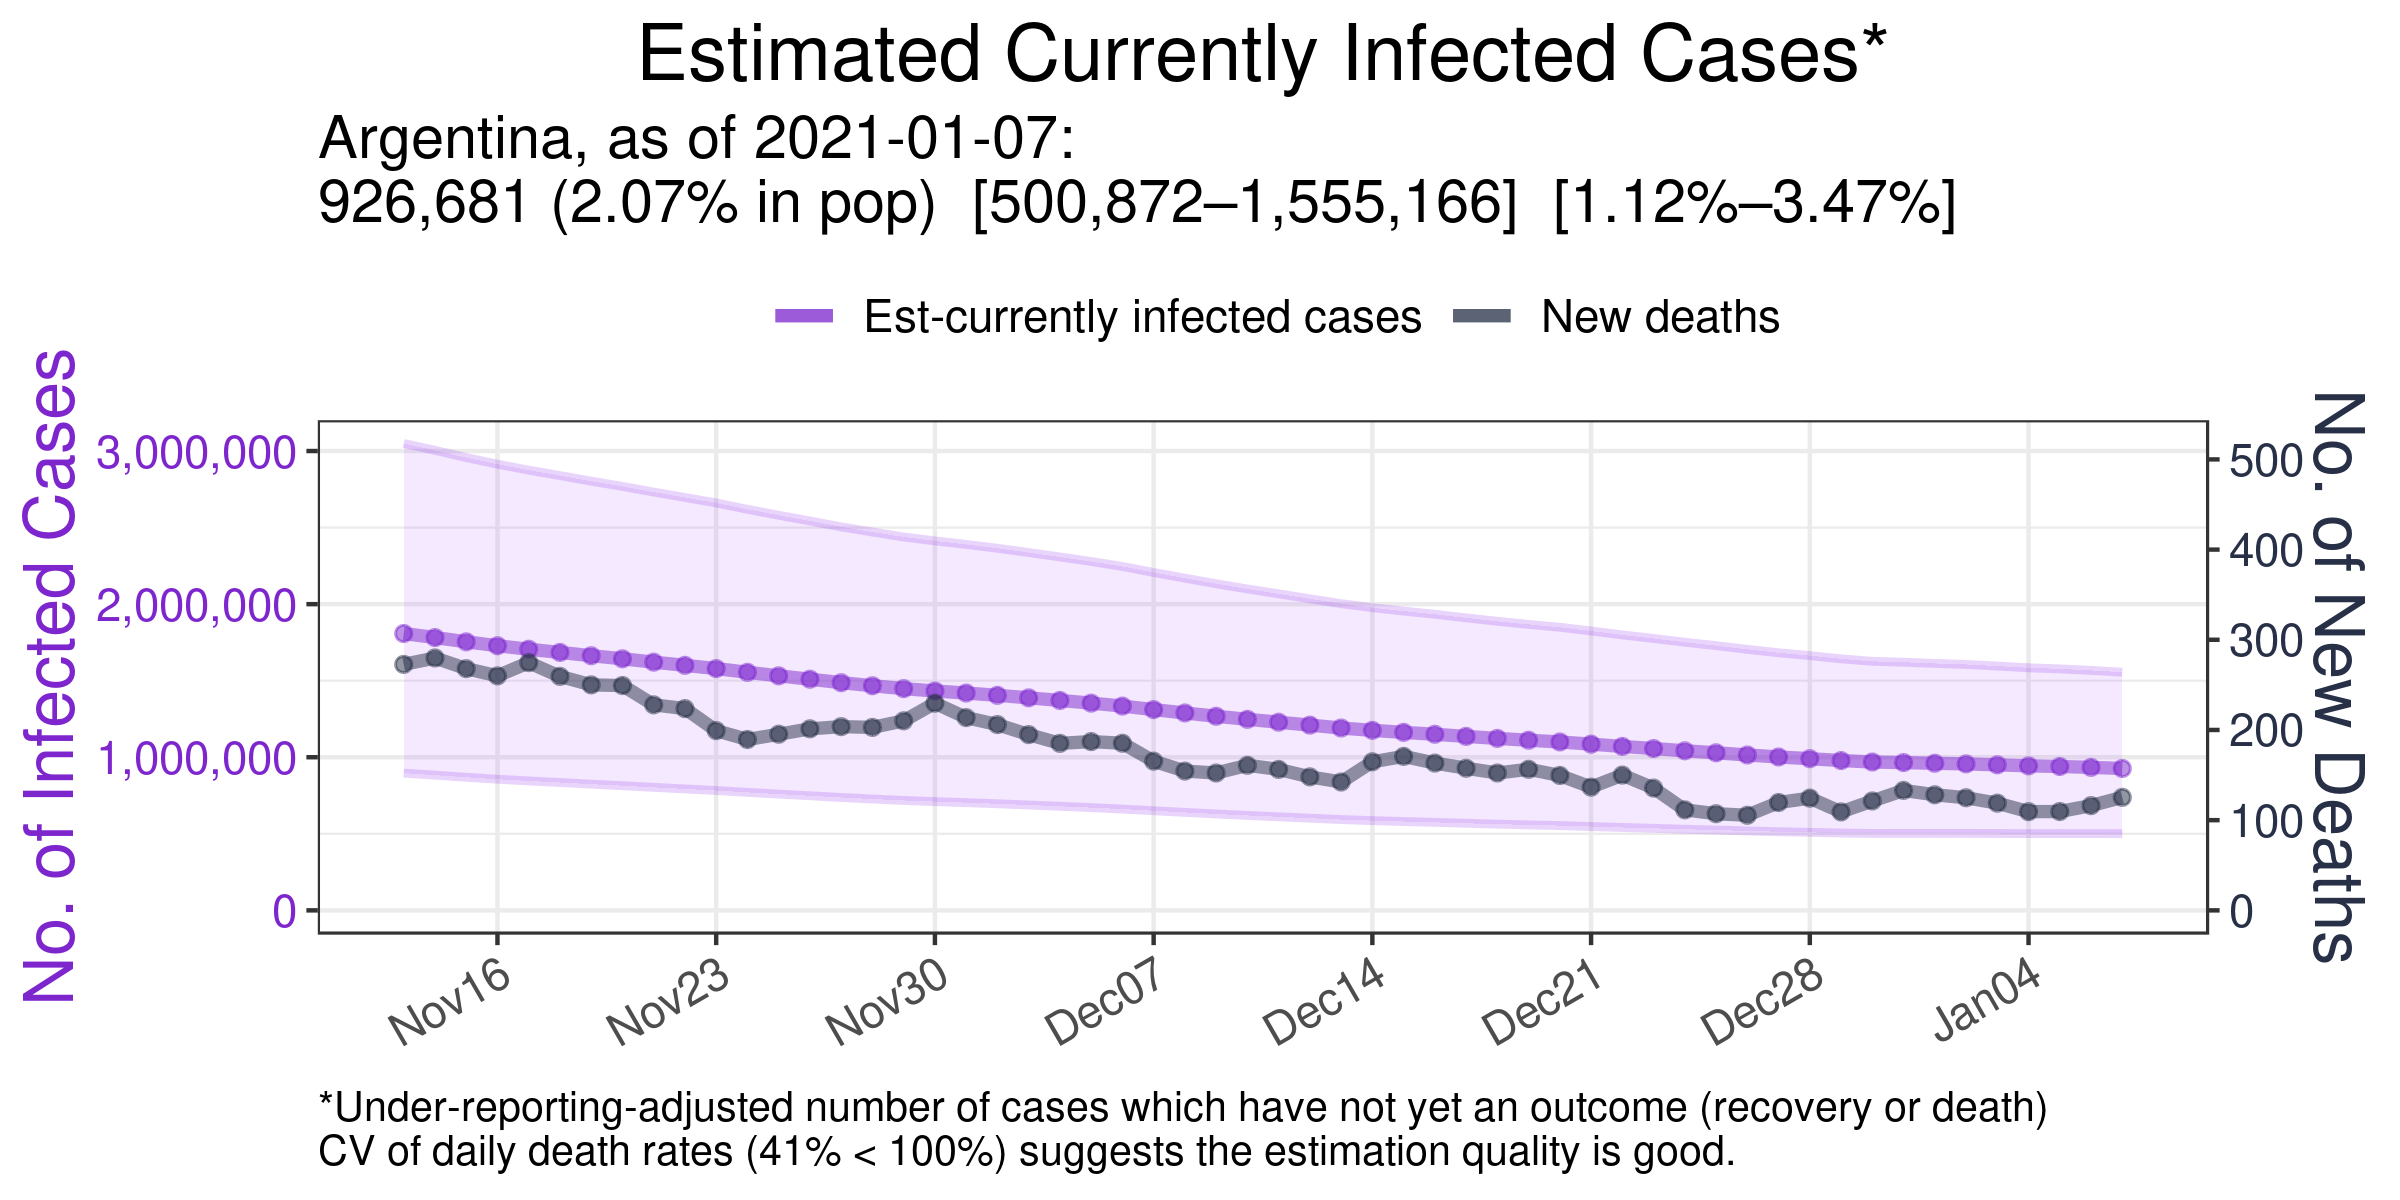 Estimated Currently Infected Cases*
Argentina, as of 2021-01-07:
926,681 (2.07% in pop)  [500,872–1,555,166]  [1.12%–3.47%]
Est-currently infected cases
New deaths
No. of Infected Cases
3,000,000
2,000,000
1,000,000
0
500
400
300
200
100
0
No. of New Deaths
Nov16
Nov23
Nov30
Dec07
Dec14
Dec21
Dec28
Jan04
*Under-reporting-adjusted number of cases which have not yet an outcome (recovery or death)
CV of daily death rates (41% < 100%) suggests the estimation quality is good.